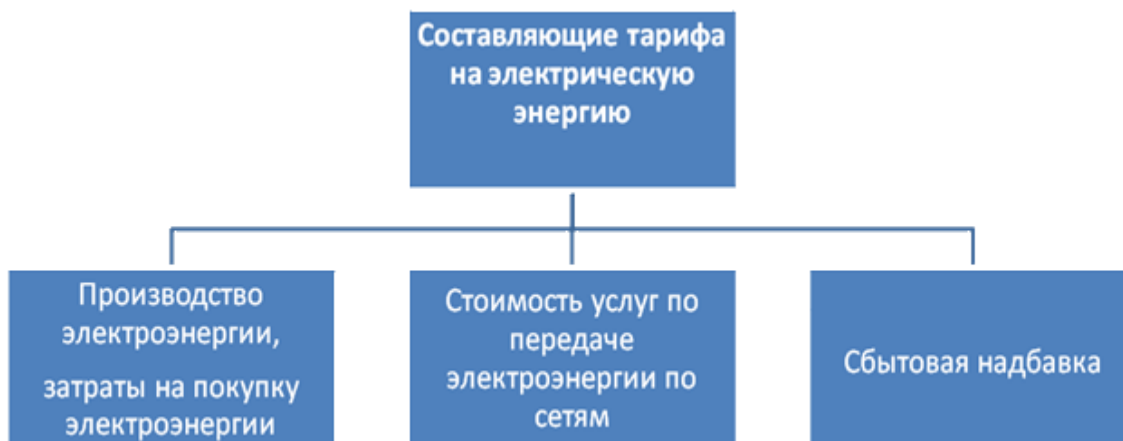 Составляющие тарифа
на электрическую
энергию
Производство
электроэнергии,
затраты на покупку
электроэнергии
Стоимость услуг по
передаче
электроэнергии по
сетям
Сбытовая надбавка